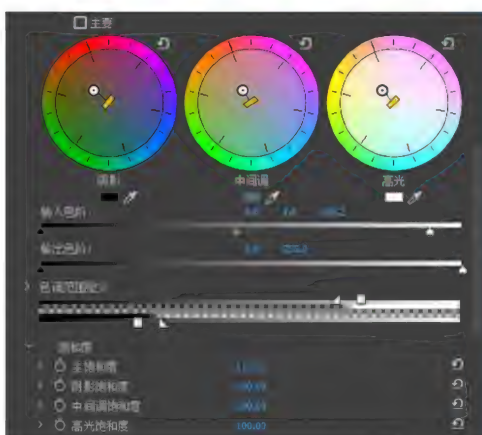 主要
阴影 中间调 高光
输入色阶
输出色阶
色调范围定义
饱和度
主饱和度
阴影饱和度 100.00
中间调饱和度 100.00
高光饱和度 100.00